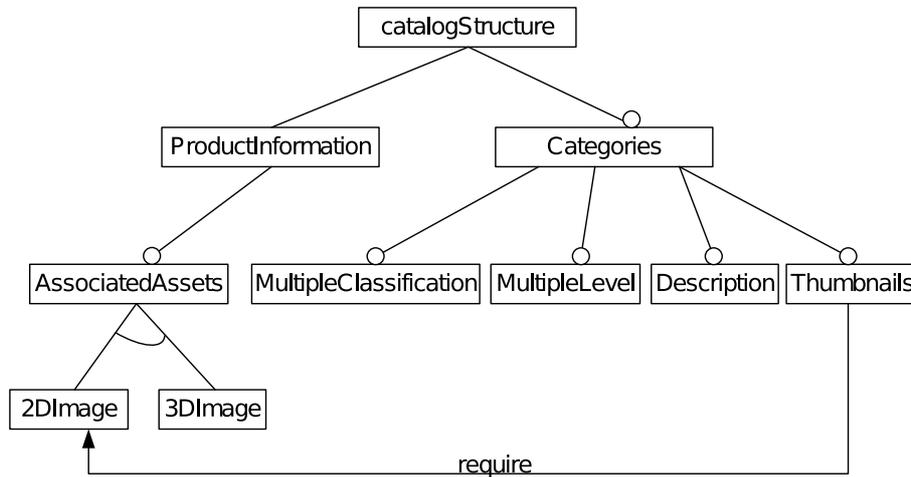 catalogStructure
ProductInformation
Categories
AssociatedAssets
MultipleClassification
MultipleLevel
Description
Thumbnails
2DImage
3DImage
require